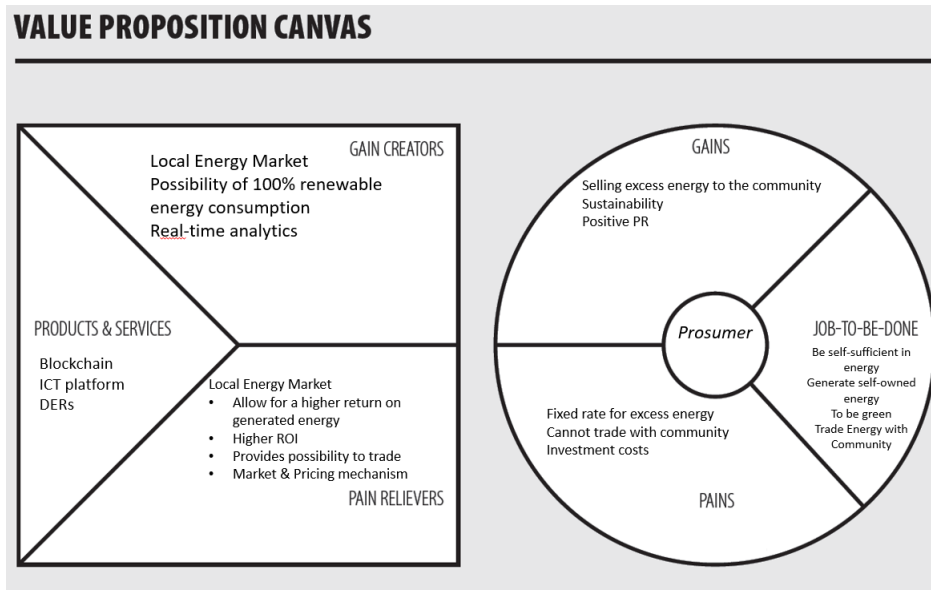 VALUE PROPOSITION CANVAS
GAIN CREATORS
Local Energy Market
Possibility of 100% renewable
energy consumption
Real-time analytics
PRODUCTS & SERVICES
Blockchain
ICT platform
DERs
Local Energy Market
• Allow for a higher return on
generated energy
• Higher ROI
• Provides possibility to trade
• Market & Pricing mechanism
PAIN RELIEVERS
GAINS
Selling excess energy to the community
Sustainability
Positive PR
Prosumer
JOB-TO-BE-DONE
Be self-sufficient in
energy
Generate self-owned
energy
To be green
Trade Energy with
Community
Fixed rate for excess energy
Cannot trade with community
Investment costs
PAINS